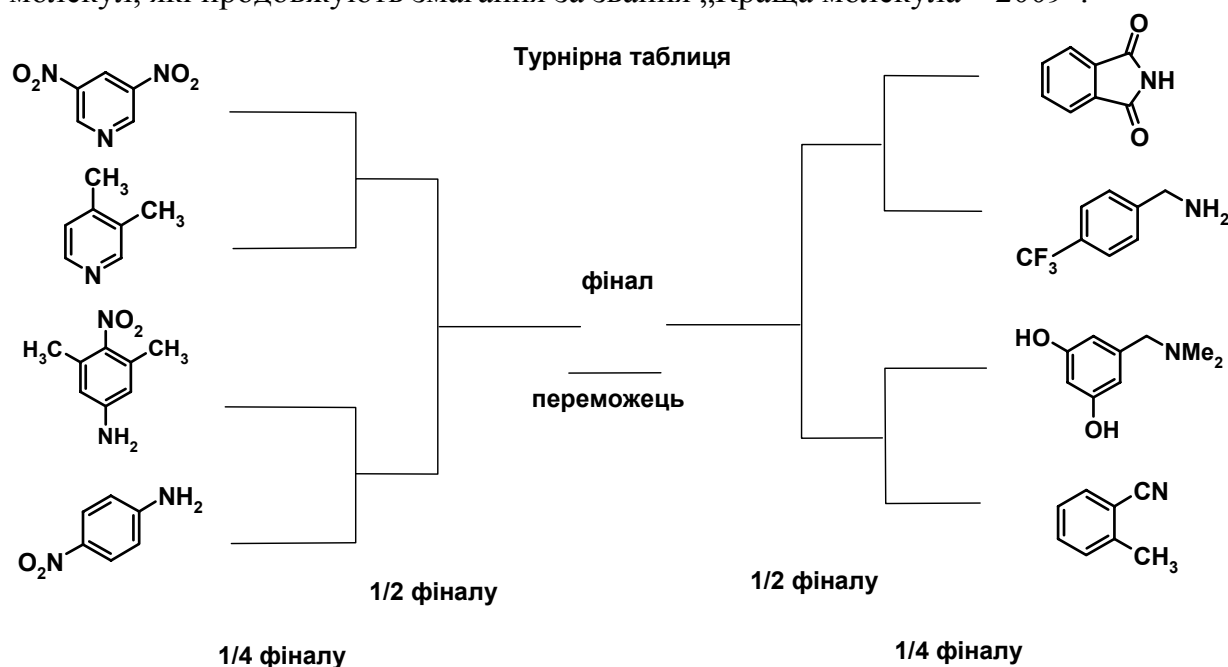 молекул, які продовжують змагання за звання „Краща молекула – 2009“.
Турнірна таблиця
O2N
NO2
N
CH3
CH3
N
NO2
H3C
CH3
NH2
NH2
O2N
фінал
переможець
O
NH
O
NH2
CF3
HO
NMe2
OH
CN
CH3
1/2 фіналу
1/2 фіналу
1/4 фіналу
1/4 фіналу